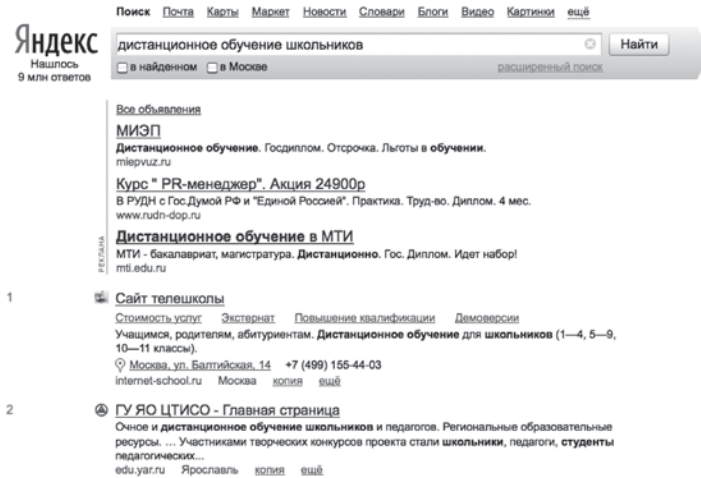 Поиск Почта Карты Маркет Новости Словари Блоги Видео Картинки ещё
Яндекс
Нашлось
9 млн ответов
дистанционное обучение школьников
Найти
в найденном в Москве
расширенный поиск
Все объявления
МИЭП
Дистанционное обучение. Госдиплом. Отсрочка. Льготы в обучении.
miepvuz.ru
Курс " PR-менеджер". Акция 24900р
В РУДН с Гос.Думой РФ и "Единой Россией". Практика. Труд-во. Диплом. 4 мес.
www.rudn-dop.ru
Дистанционное обучение в МТИ
МТИ - бакалавриат, магистратура. Дистанционно. Гос. Диплом. Идет набор!
mti.edu.ru
РЕКЛАМА
1
Сайт телешколы
Стоимость услуг Экстернат Повышение квалификации Демоверсии
Учащимся, родителям, абитуриентам. Дистанционное обучение для школьников (1—4, 5—9,
10—11 классы).
Москва, ул. Балтийская, 14 +7 (499) 155-44-03
internet-school.ru Москва копия ещё
2
ГУ ЯО ЦТИСО - Главная страница
Очное и дистанционное обучение школьников и педагогов. Региональные образовательные
ресурсы. ... Участниками творческих конкурсов проекта стали школьники, педагоги, студенты
педагогических...
edu.yar.ru Ярославль копия ещё